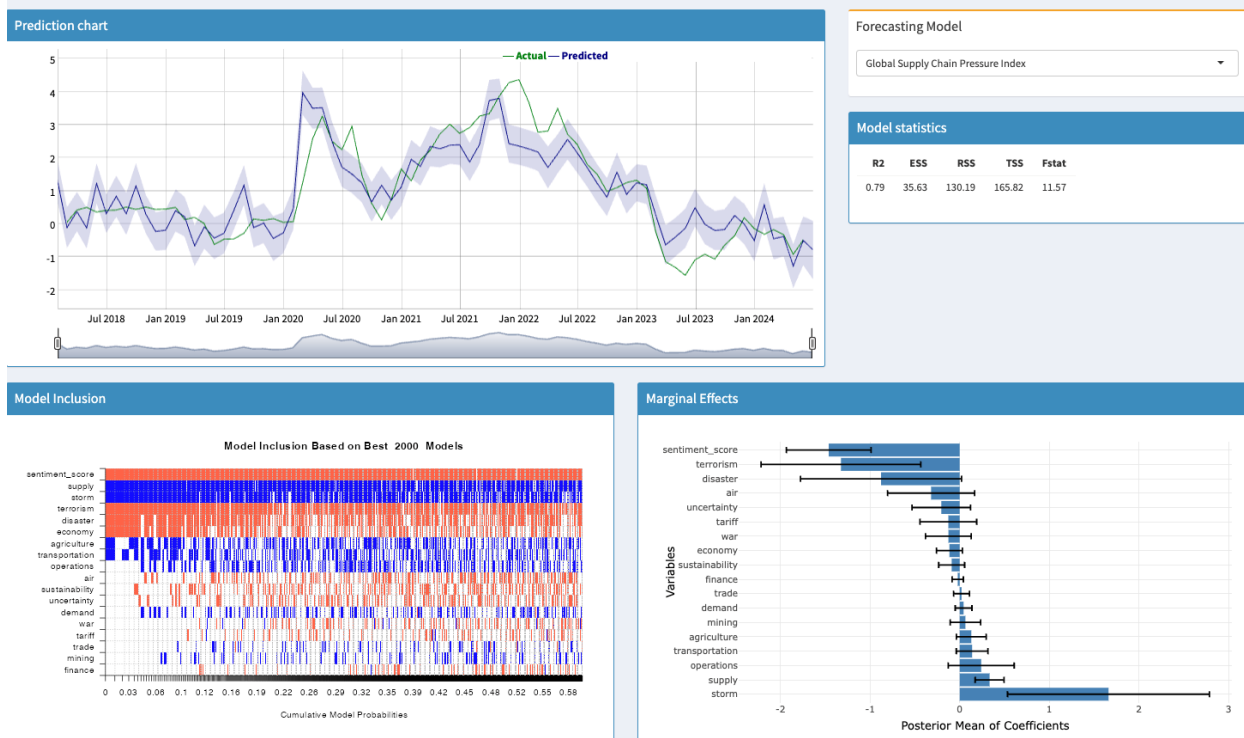 Prediction chart
Actual Predicted
5
4
3
2
1
0
-1
-2
Jul 2018 Jan 2019 Jul 2019 Jan 2020 Jul 2020 Jan 2021 Jul 2021 Jan 2022 Jul 2022 Jan 2023 Jul 2023 Jan 2024
Forecasting Model
Global Supply Chain Pressure Index
Model statistics
R2 ESS RSS TSS Fstat
0.79 35.63 130.19 165.82 11.57
Model Inclusion
Model Inclusion Based on Best 2000 Models
sentiment_score
supply
storm
terrorism
disaster
economy
agriculture
transportation
operations
air
sustainability
uncertainty
demand
war
tariff
trade
mining
finance
0 0.03 0.06 0.1 0.12 0.16 0.19 0.22 0.26 0.29 0.32 0.35 0.39 0.42 0.45 0.48 0.52 0.55 0.58
Cumulative Model Probabilities
Marginal Effects
Variables
sentiment_score
terrorism
disaster
air
uncertainty
tariff
war
economy
sustainability
finance
trade
demand
mining
agriculture
transportation
operations
supply
storm
-2 -1 0 1 2 3
Posterior Mean of Coefficients